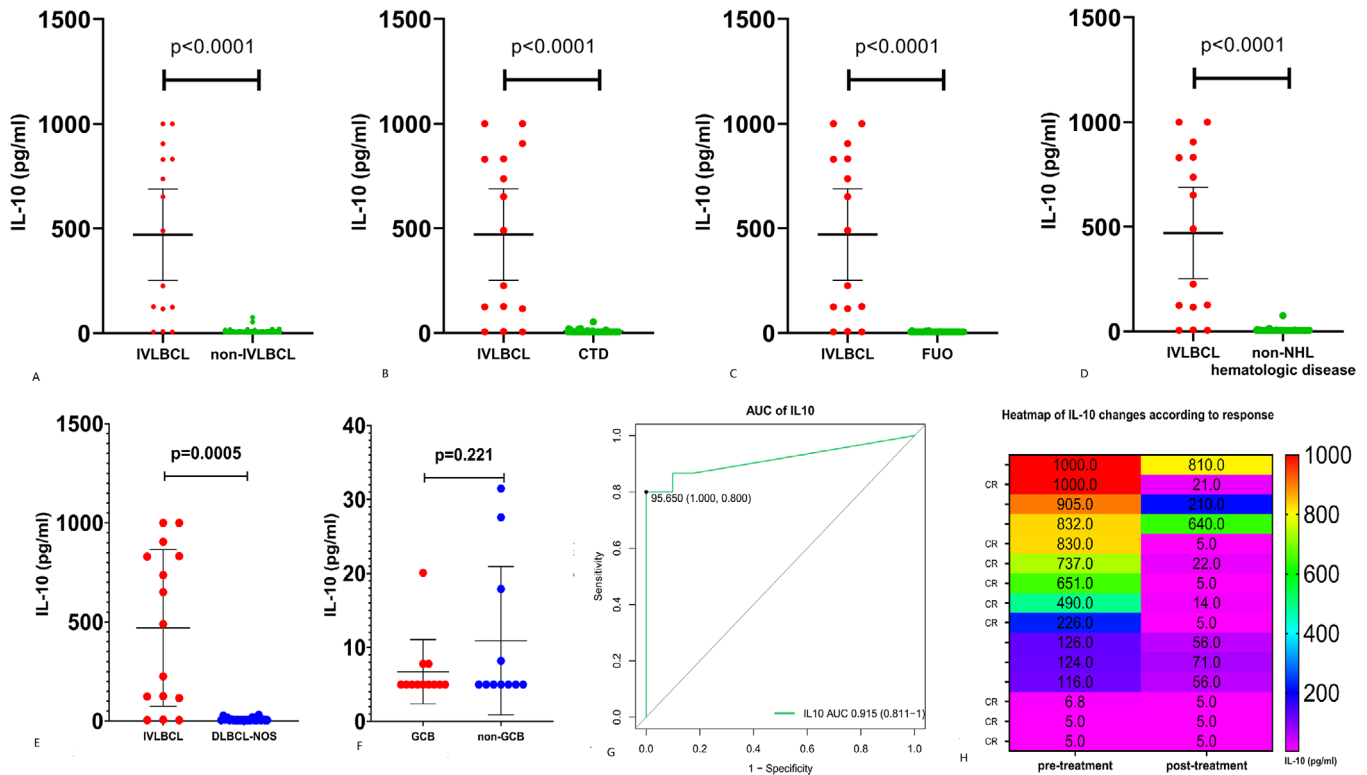 1500
p<0.0001
1000
IL-10 (pg/ml)
500
0
IVLBCL
non-IVLBCL
A
1500
p<0.0001
1000
IL-10 (pg/ml)
500
0
IVLBCL
CTD
B
1500
p<0.0001
1000
IL-10 (pg/ml)
500
0
IVLBCL
FUO
C
1500
p<0.0001
1000
IL-10 (pg/ml)
500
0
IVLBCL
non-NHL
hematologic disease
D
1500
p=0.0005
1000
IL-10 (pg/ml)
500
0
IVLBCL
DLBCL-NOS
E
40
p=0.221
30
IL-10 (pg/ml)
20
10
0
GCB
non-GCB
F
AUC of IL10
1.0
0.8
95.650 (1.000, 0.800)
0.6
Sensitivity
0.4
0.2
0.0
IL10 AUC 0.915 (0.811−1)
0.0 0.2 0.4 0.6 0.8 1.0
1 − Specificity
G
Heatmap of IL-10 changes according to response
1000.0 810.0
CR 1000.0 21.0
905.0 210.0
832.0 640.0
CR 830.0 5.0
CR 737.0 22.0
CR 651.0 5.0
CR 490.0 14.0
CR 226.0 5.0
126.0 56.0
124.0 71.0
116.0 56.0
CR 6.8 5.0
CR 5.0 5.0
CR 5.0 5.0
pre-treatment post-treatment
1000
800
600
400
200
IL-10 (pg/ml)
H